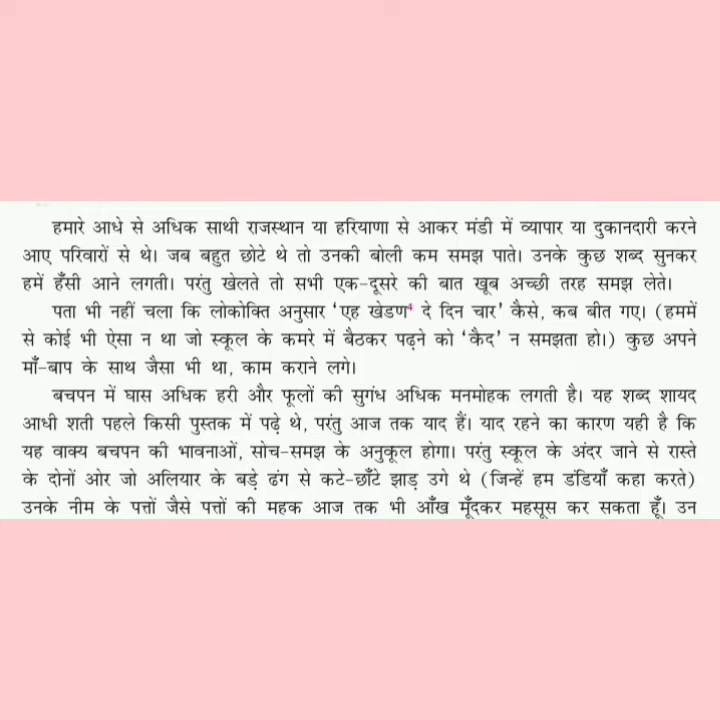 हमारे आधे से अधिक साथी राजस्थान या हरियाणा से आकर मंडी में व्यापार या दुकानदारी करने
आए परिवारों से थे। जब बहुत छोटे थे तो उनकी बोली कम समझ पाते। उनके कुछ शब्द सुनकर
हमें हँसी आने लगती। परंतु खेलते तो सभी एक-दूसरे की बात खूब अच्छी तरह समझ लेते।
पता भी नहीं चला कि लोकोक्ति अनुसार ‘एह खेडण⁴ दे दिन चार’ कैसे, कब बीत गए। (हममें
से कोई भी ऐसा न था जो स्कूल के कमरे में बैठकर पढ़ने को ‘कैद’ न समझता हो।) कुछ अपने
माँ-बाप के साथ जैसा भी था, काम कराने लगे।
बचपन में घास अधिक हरी और फूलों की सुगंध अधिक मनमोहक लगती है। यह शब्द शायद
आधी शती पहले किसी पुस्तक में पढ़े थे, परंतु आज तक याद हैं। याद रहने का कारण यही है कि
यह वाक्य बचपन की भावनाओं, सोच-समझ के अनुकूल होगा। परंतु स्कूल के अंदर जाने से रास्ते
के दोनों ओर जो अलियार के बड़े ढंग से कटे-छाँटे झाड़ उगे थे (जिन्हें हम डंडियाँ कहा करते)
उनके नीम के पत्तों जैसे पत्तों की महक आज तक भी आँख मूँदकर महसूस कर सकता हूँ। उन